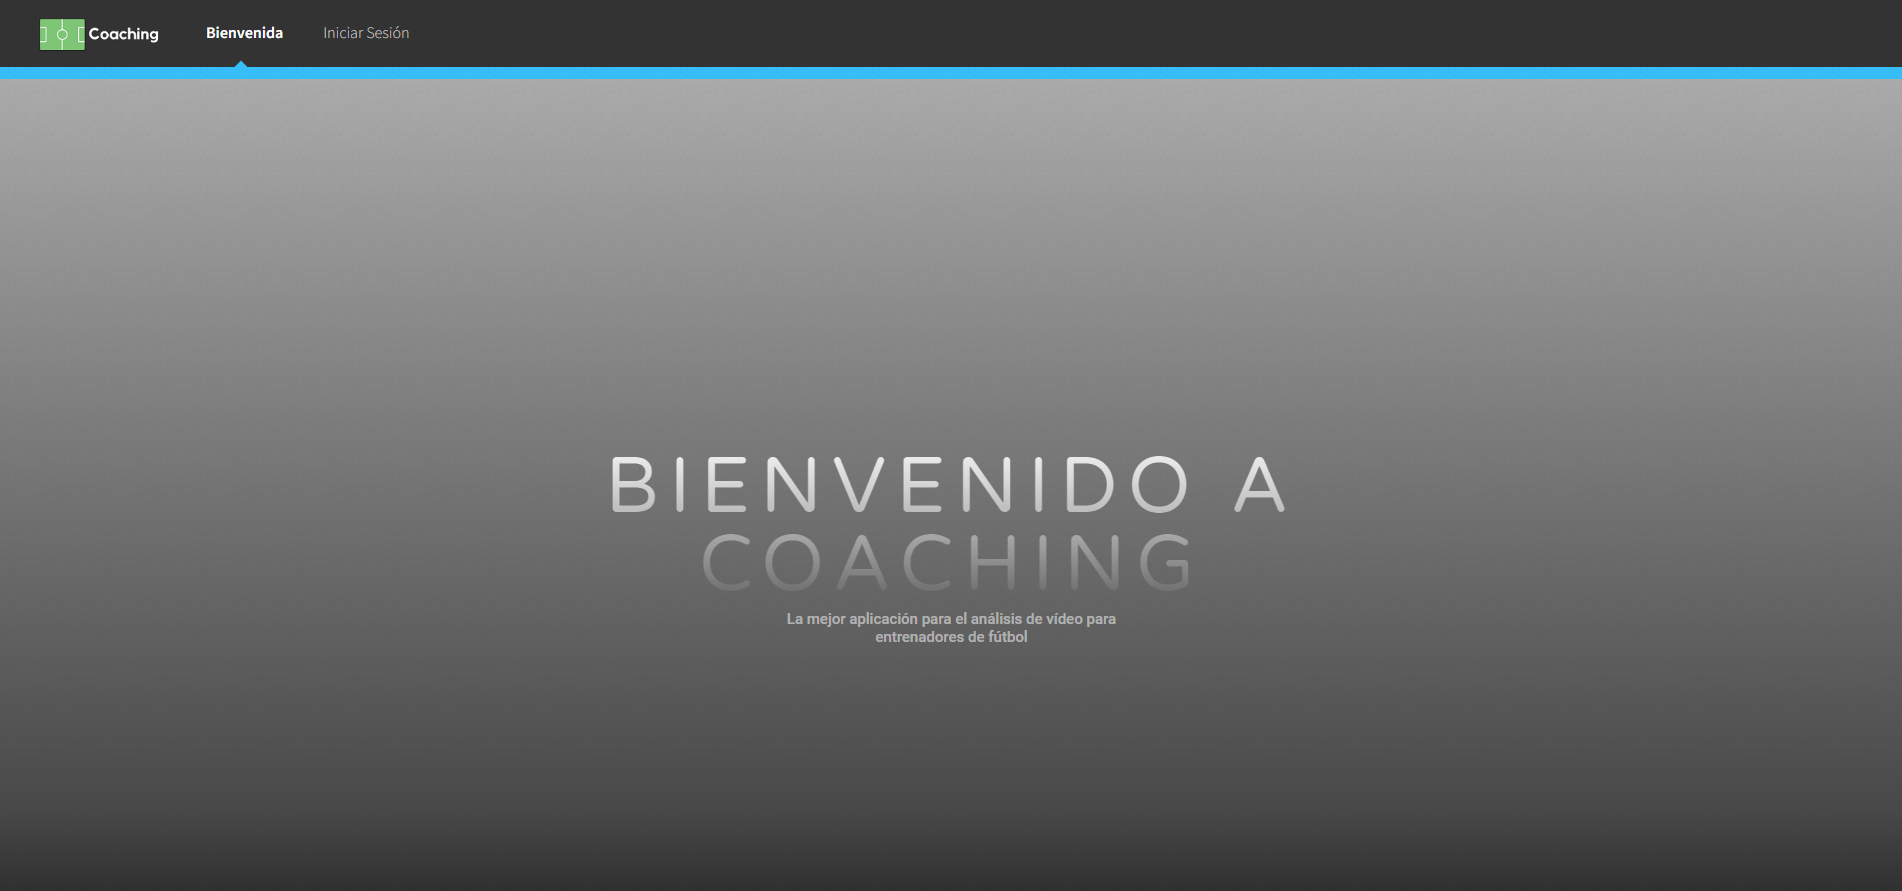 Coaching
Bienvenida
Iniciar Sesión
BIENVENIDO A
COACHING
La mejor aplicación para el análisis de vídeo para
entrenadores de fútbol